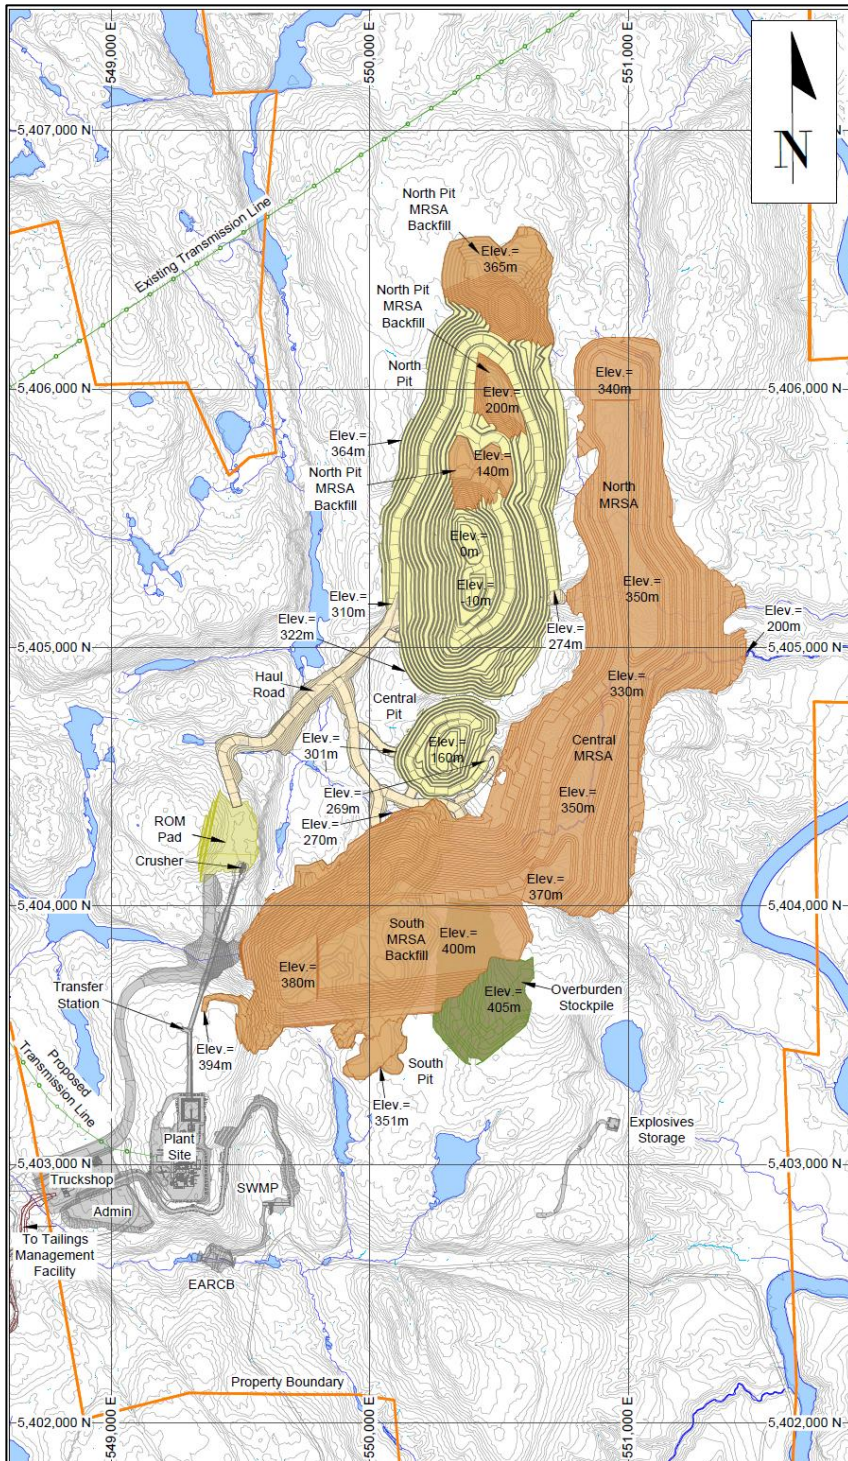 549,000 E
550,000 E
551,000 E
N
5,407,000 N
5,407,000 N
Existing Transmission Line
North Pit
MRSA
Backfill
Elev.=
365m
North Pit
MRSA
Backfill
North
Pit
5,406,000 N
5,406,000 N
Elev.=
340m
Elev.=
200m
Elev.=
364m
Elev.=
140m
North Pit
MRSA
Backfill
North
MRSA
Elev.=
0m
Elev.=
-10m
Elev.=
350m
Elev.=
310m
Elev.=
322m
Elev.=
274m
Elev.=
200m
5,405,000 N
5,405,000 N
Haul
Road
Elev.=
330m
Central
Pit
Elev.=
301m
Elev.=
160m
Central
MRSA
Elev.=
269m
Elev.=
350m
Elev.=
270m
ROM
Pad
Crusher
Elev.=
370m
5,404,000 N
5,404,000 N
South
MRSA
Backfill
Elev.=
400m
Elev.=
380m
Transfer
Station
Elev.=
405m
Overburden
Stockpile
Elev.=
394m
South
Pit
Proposed
Transmission Line
Elev.=
351m
Explosives
Storage
Plant
Site
5,403,000 N
5,403,000 N
Truckshop
SWMP
Admin
To Tailings
Management
Facility
EARCB
Property Boundary
5,402,000 N
5,402,000 N
549,000 E
550,000 E
551,000 E